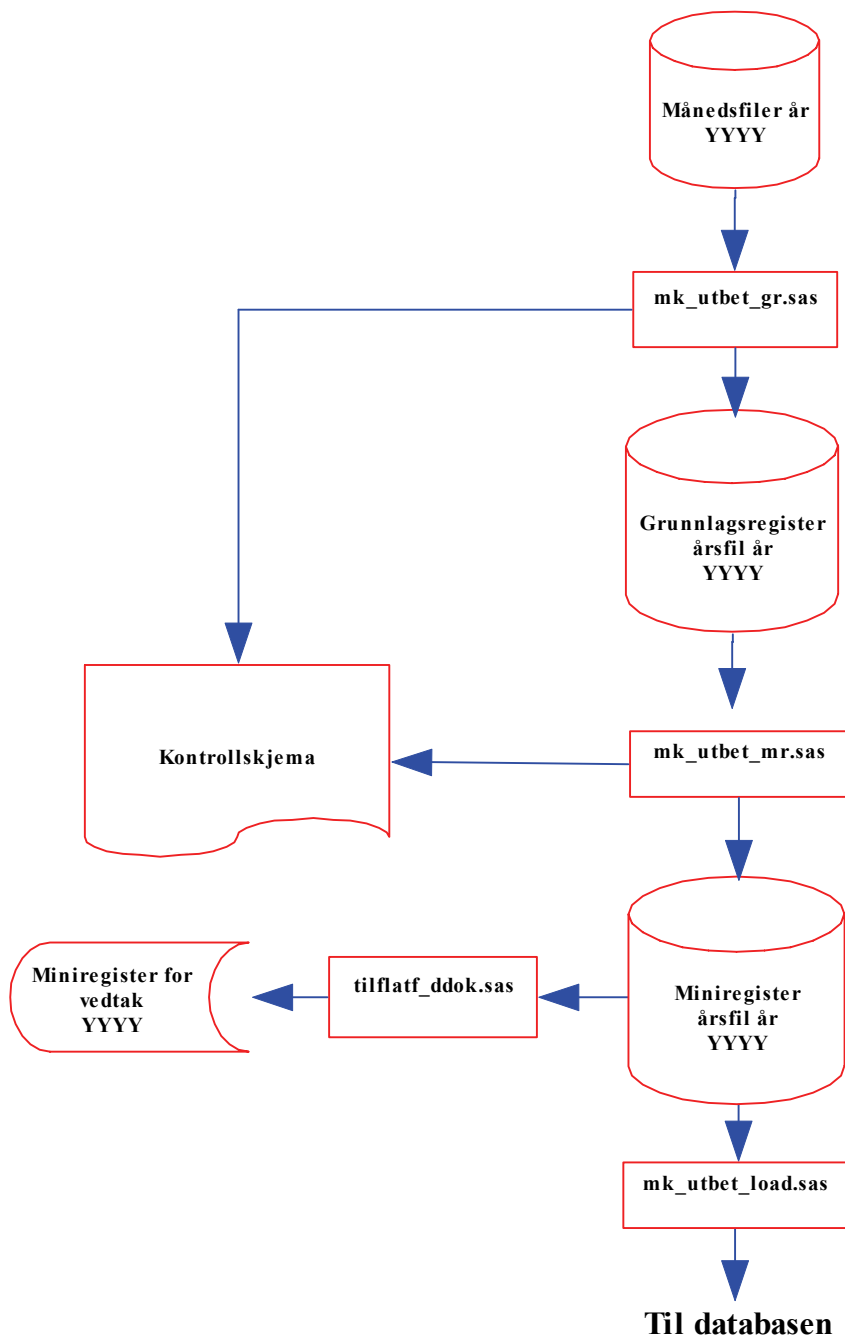 Månedsfiler år
YYYY
mk_utbet_gr.sas
Grunnlagsregister
årsfil år
YYYY
Kontrollskjema
mk_utbet_mr.sas
Miniregister for
vedtak
YYYY
tilflatf_ddok.sas
Miniregister
årsfil år
YYYY
mk_utbet_load.sas
Til databasen